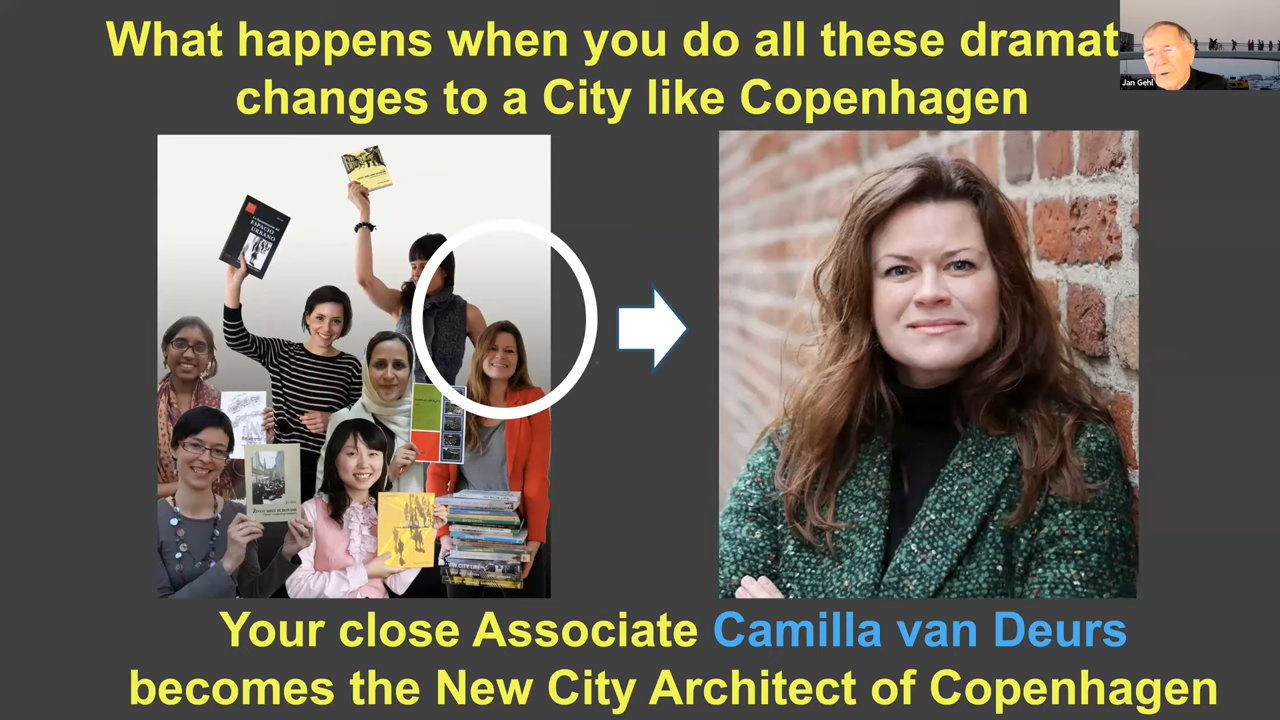 What happens when you do all these dramat
changes to a City like Copenhagen
Jan Gehl
ESPACIO
URBANO
Your close Associate Camilla van Deurs
becomes the New City Architect of Copenhagen